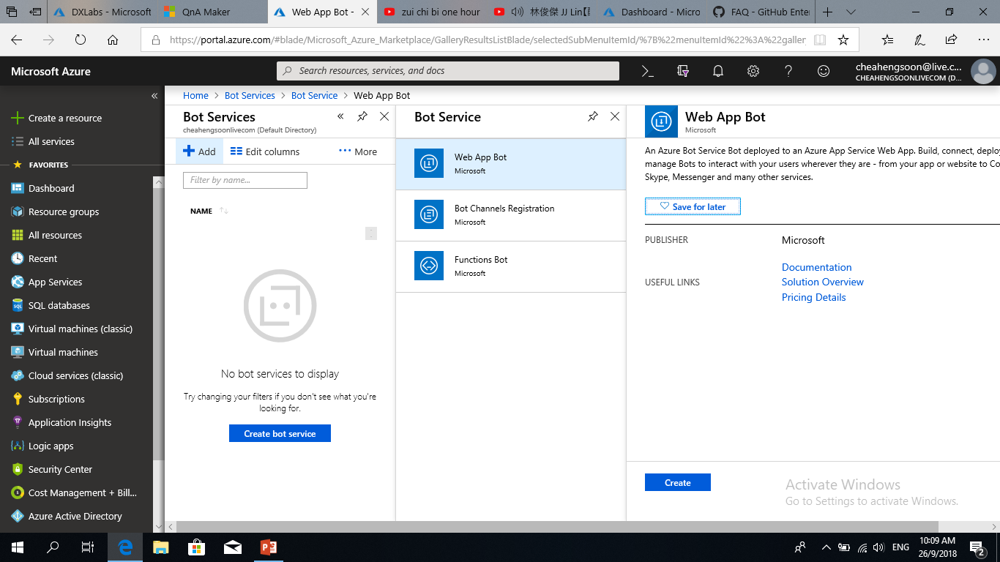 DXLabs - Microsoft
QnA Maker
Web App Bot -
zui chi bi one hour
林俊傑 JJ Lin
Dashboard - Micro
FAQ - GitHub Enter
https://portal.azure.com/#blade/Microsoft_Azure_Marketplace/GalleryResultsListBlade/selectedSubMenuItemId/%7B%22menuItemId%22%3A%22gallery
Microsoft Azure
Search resources, services, and docs
cheahengsoon@live.c...
CHEAHENGSOONLIVECOM (D...
Create a resource
All services
FAVORITES
Dashboard
Resource groups
All resources
Recent
App Services
SQL databases
Virtual machines (classic)
Virtual machines
Cloud services (classic)
Subscriptions
Application Insights
Logic apps
Security Center
Cost Management + Bill...
Azure Active Directory
Home > Bot Services > Bot Service > Web App Bot
Bot Services
cheahengsoonlivecom (Default Directory)
Add
Edit columns
More
Filter by name...
NAME
No bot services to display
Try changing your filters if you don't see what you're
looking for.
Create bot service
Bot Service
Web App Bot
Microsoft
Bot Channels Registration
Microsoft
Functions Bot
Microsoft
Web App Bot
Microsoft
An Azure Bot Service Bot deployed to an Azure App Service Web App. Build, connect, deploy
manage Bots to interact with your users wherever they are - from your app or website to Co
Skype, Messenger and many other services.
Save for later
PUBLISHER
Microsoft
USEFUL LINKS
Documentation
Solution Overview
Pricing Details
Create
Activate Windows
Go to Settings to activate Windows.
ENG
10:09 AM
26/9/2018
2